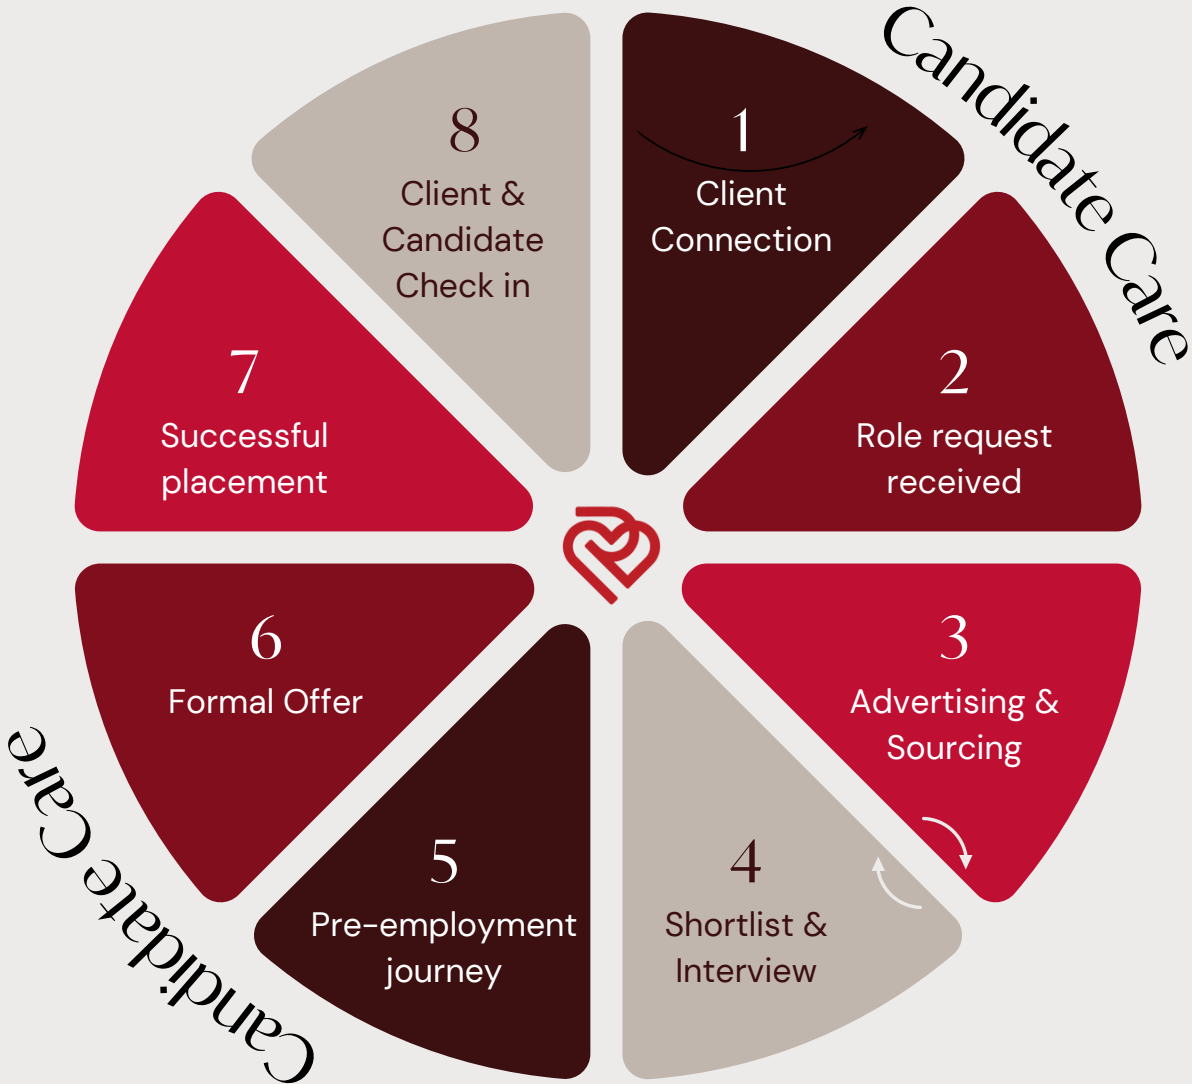 Candidate Care
1
Client
Connection
2
Role request
received
3
Advertising &
Sourcing
4
Shortlist &
Interview
5
Pre-employment
journey
6
Formal Offer
7
Successful
placement
8
Client &
Candidate
Check in
Candidate Care